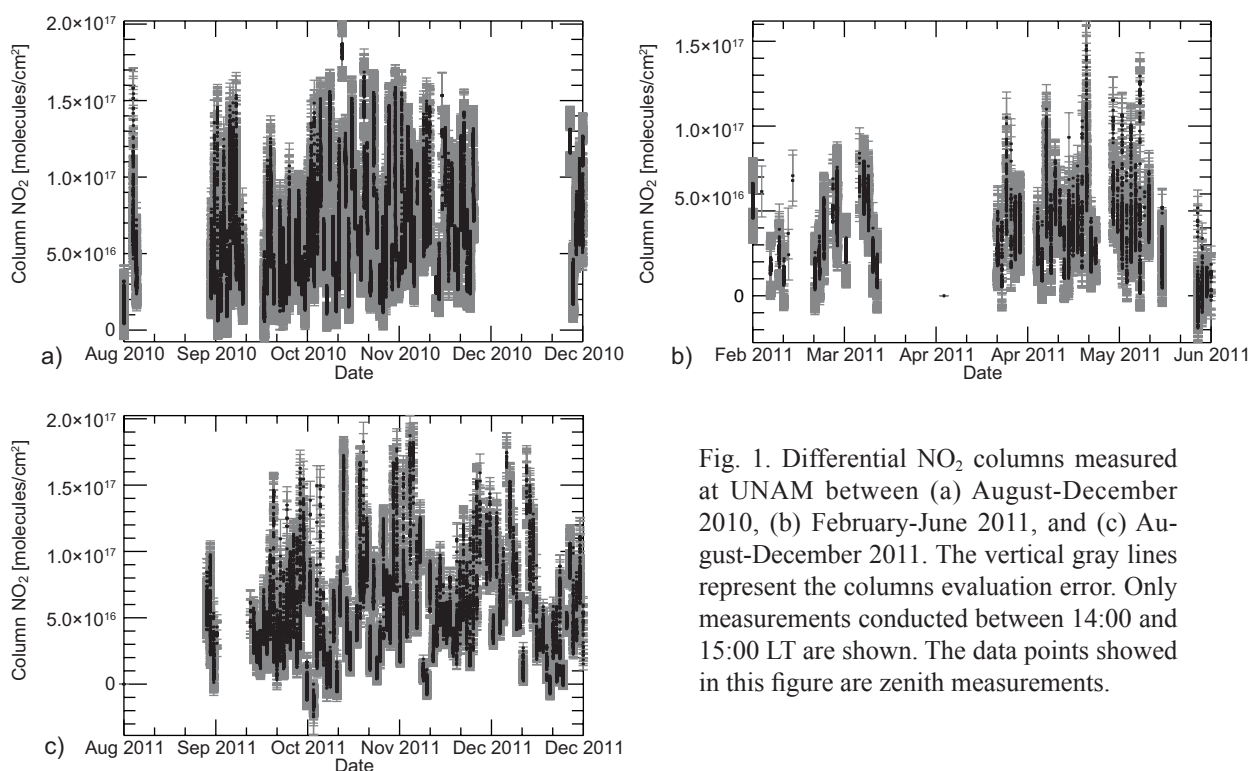 2.0×10¹⁷
1.5×10¹⁷
1.0×10¹⁷
5.0×10¹⁶
0
Column NO₂ [molecules/cm²]
a)
Aug 2010 Sep 2010 Oct 2010 Nov 2010 Dec 2010 Dec 2010
Date
1.5×10¹⁷
1.0×10¹⁷
5.0×10¹⁶
0
Column NO₂ [molecules/cm²]
b)
Feb 2011 Mar 2011 Apr 2011 Apr 2011 May 2011 Jun 2011
Date
2.0×10¹⁷
1.5×10¹⁷
1.0×10¹⁷
5.0×10¹⁶
0
Column NO₂ [molecules/cm²]
c)
Aug 2011 Sep 2011 Oct 2011 Nov 2011 Dec 2011 Dec 2011
Date
Fig. 1. Differential NO₂ columns measured
at UNAM between (a) August-December
2010, (b) February-June 2011, and (c) Au-
gust-December 2011. The vertical gray lines
represent the columns evaluation error. Only
measurements conducted between 14:00 and
15:00 LT are shown. The data points showed
in this figure are zenith measurements.